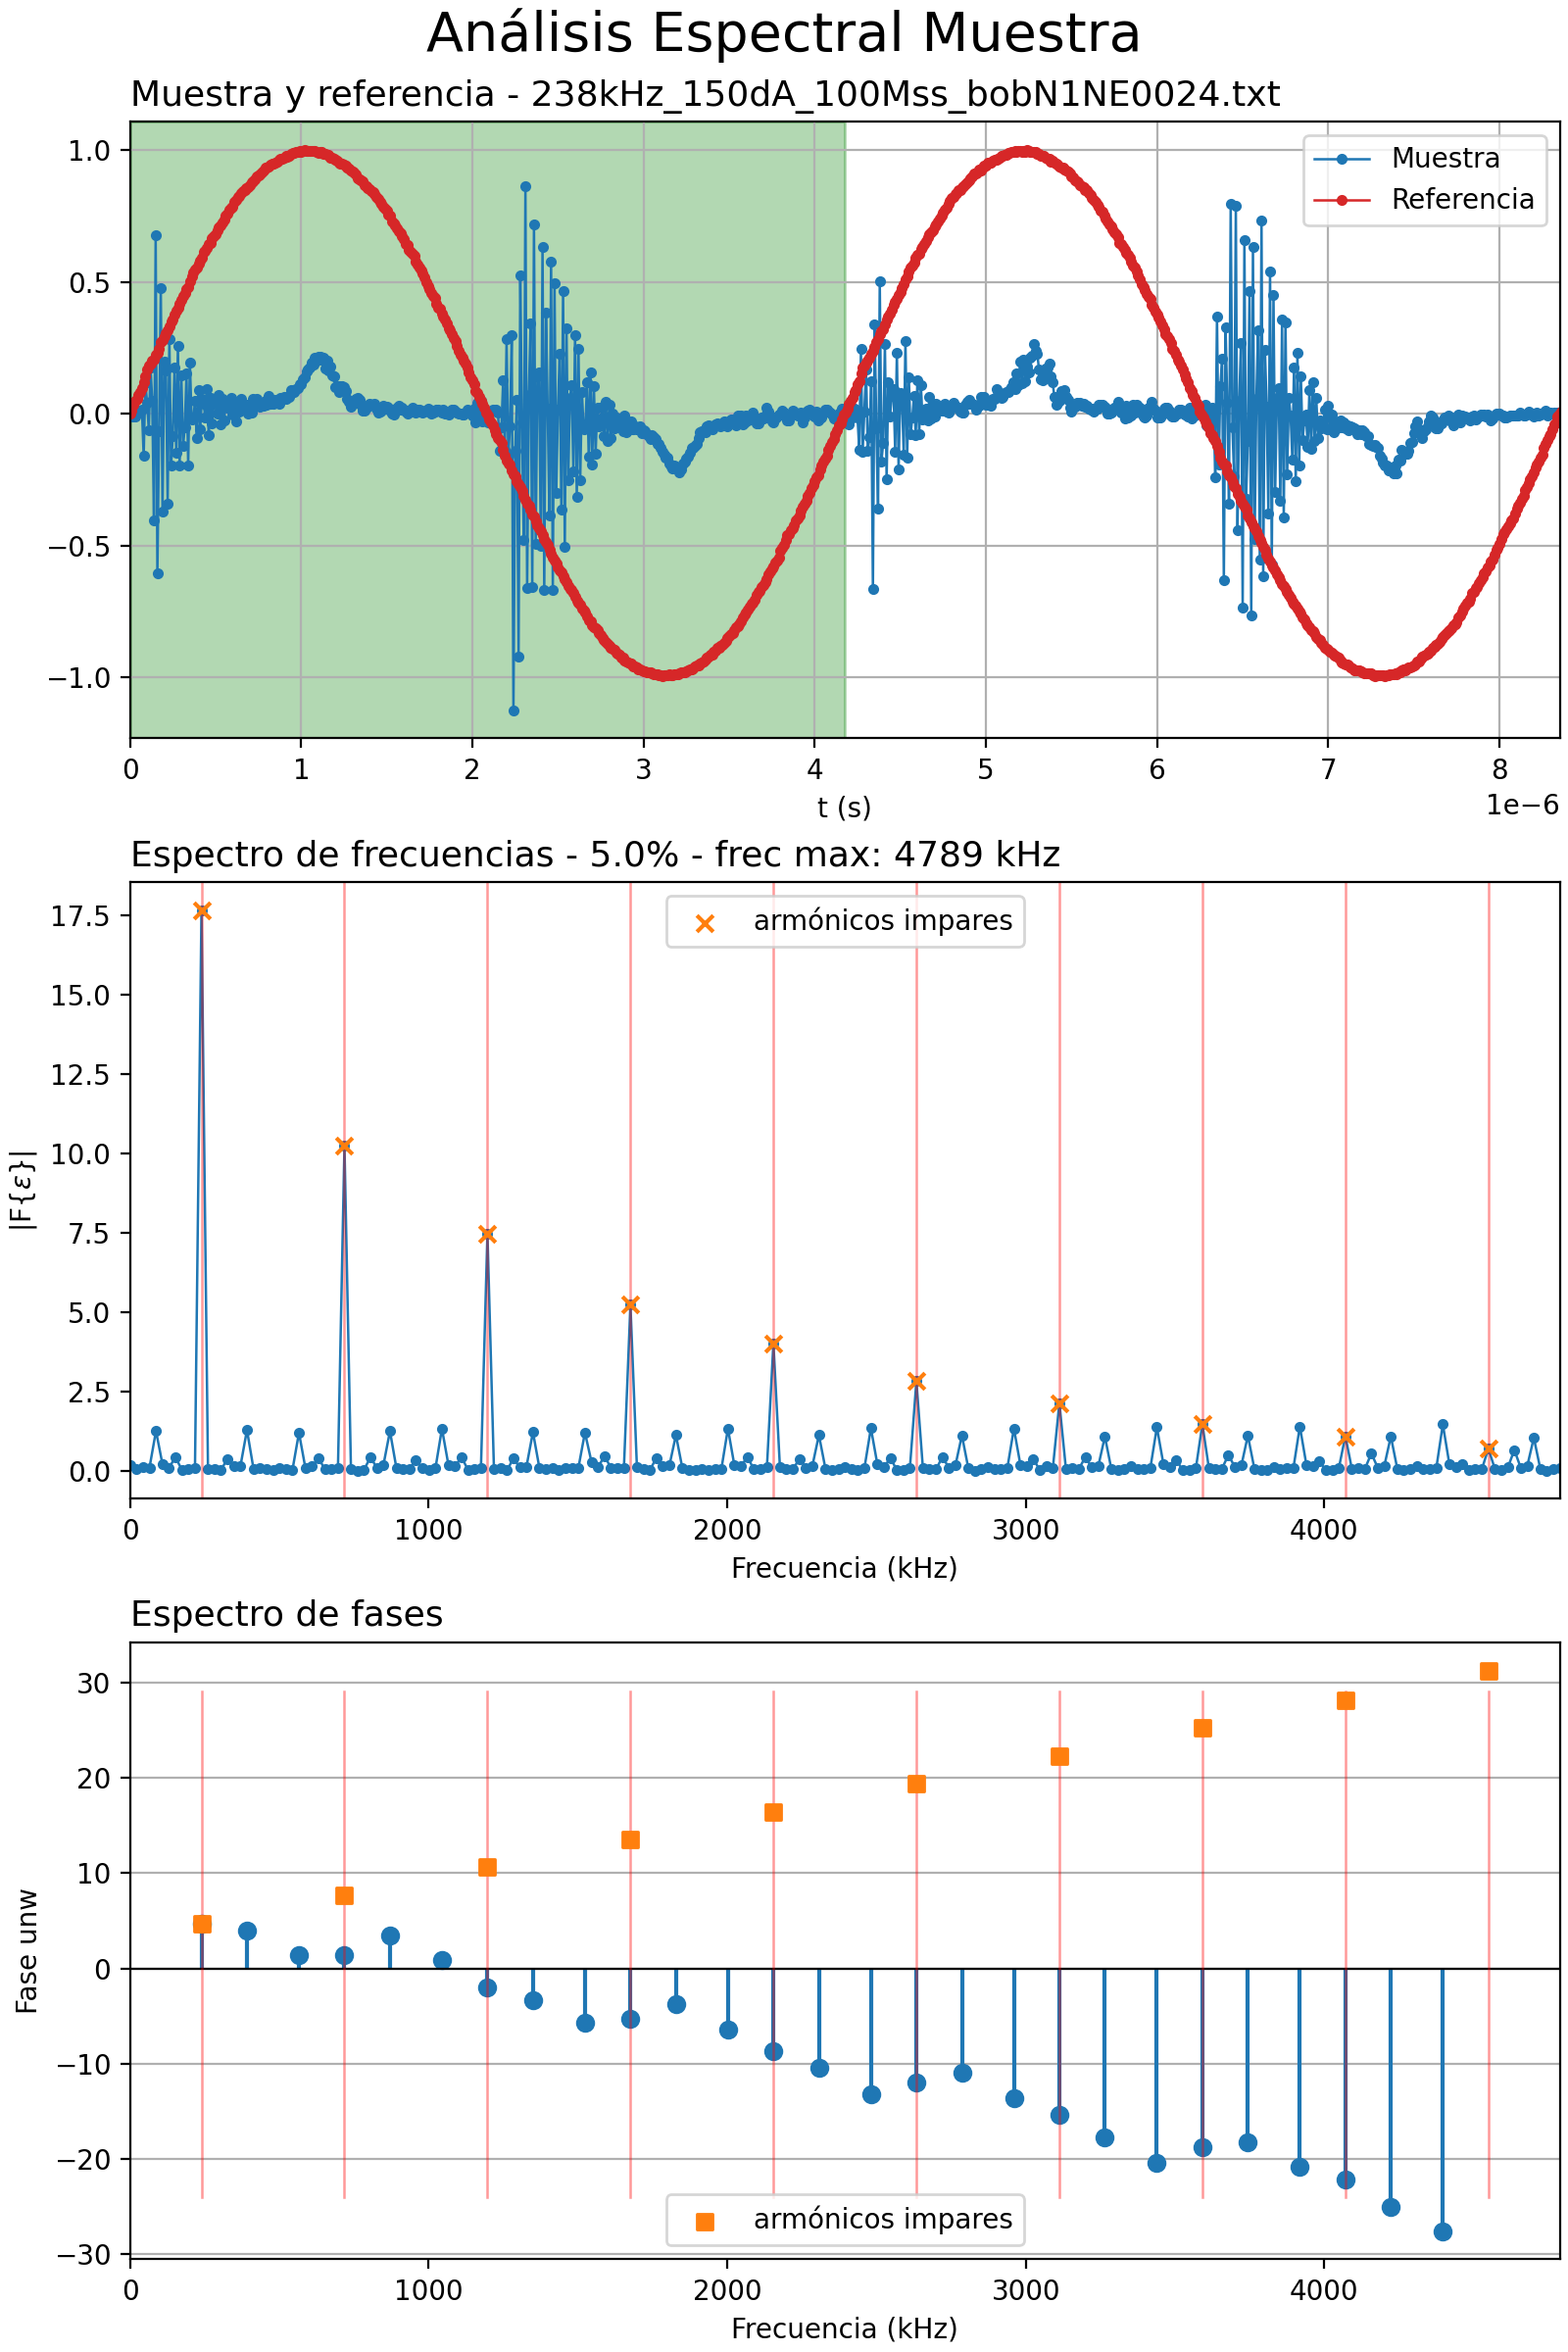 Análisis Espectral Muestra
Muestra y referencia - 238kHz_150dA_100Mss_bobN1NE0024.txt
1.0
0.5
0.0
−0.5
−1.0
Muestra
Referencia
0 1 2 3 4 5 6 7 8
t (s)
1e−6
Espectro de frecuencias - 5.0% - frec max: 4789 kHz
17.5
15.0
12.5
10.0
7.5
5.0
2.5
0.0
|F{ε}|
armónicos impares
0 1000 2000 3000 4000
Frecuencia (kHz)
Espectro de fases
30
20
10
0
−10
−20
−30
Fase unw
armónicos impares
0 1000 2000 3000 4000
Frecuencia (kHz)